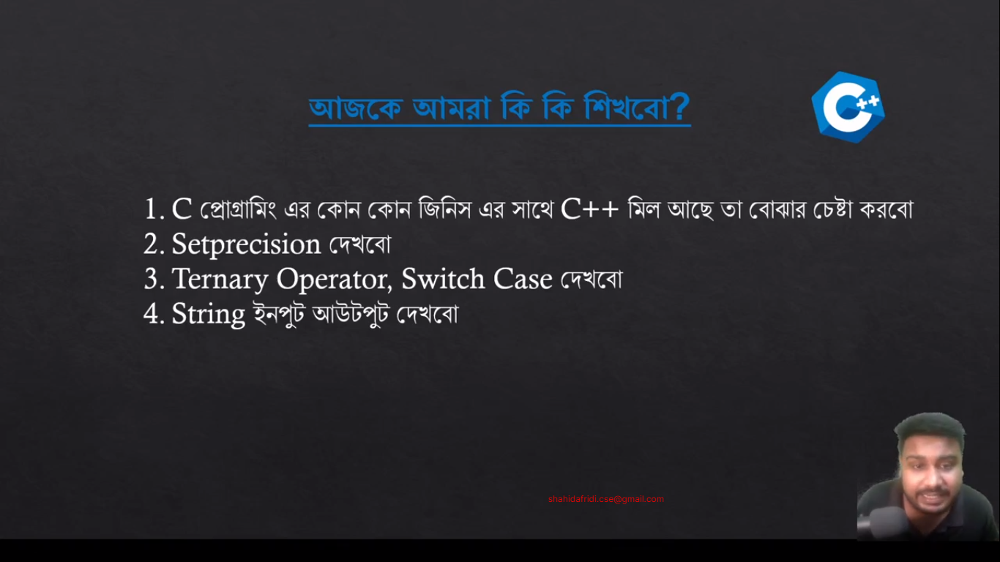 আজকে আমরা কি কি শিখবো?
C++
1. C প্রোগ্রামিং এর কোন কোন জিনিস এর সাথে C++ মিল আছে তা বোঝার চেষ্টা করবো
2. Setprecision দেখবো
3. Ternary Operator, Switch Case দেখবো
4. String ইনপুট আউটপুট দেখবো
shahidafridi.cse@gmail.com